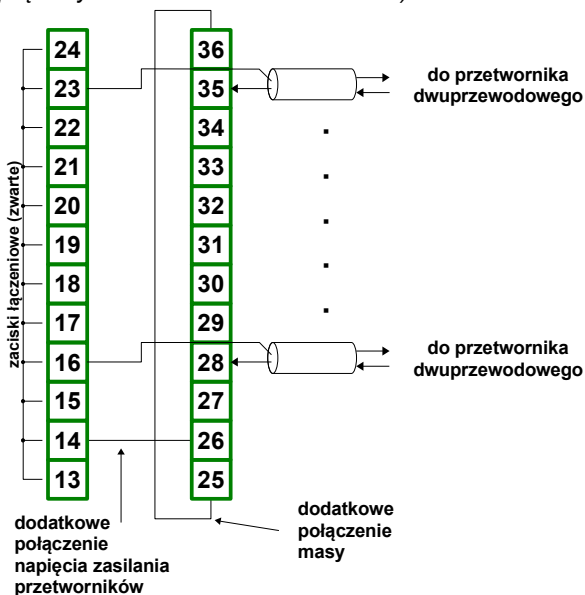 24
23
22
21
20
19
18
17
16
15
14
13
zaciski łączeniowe (zwarte)
36
35
34
33
32
31
30
29
28
27
26
25
do przetwornika
dwuprzewodowego
do przetwornika
dwuprzewodowego
dodatkowe
połączenie
napięcia zasilania
przetworników
dodatkowe
połączenie
masy